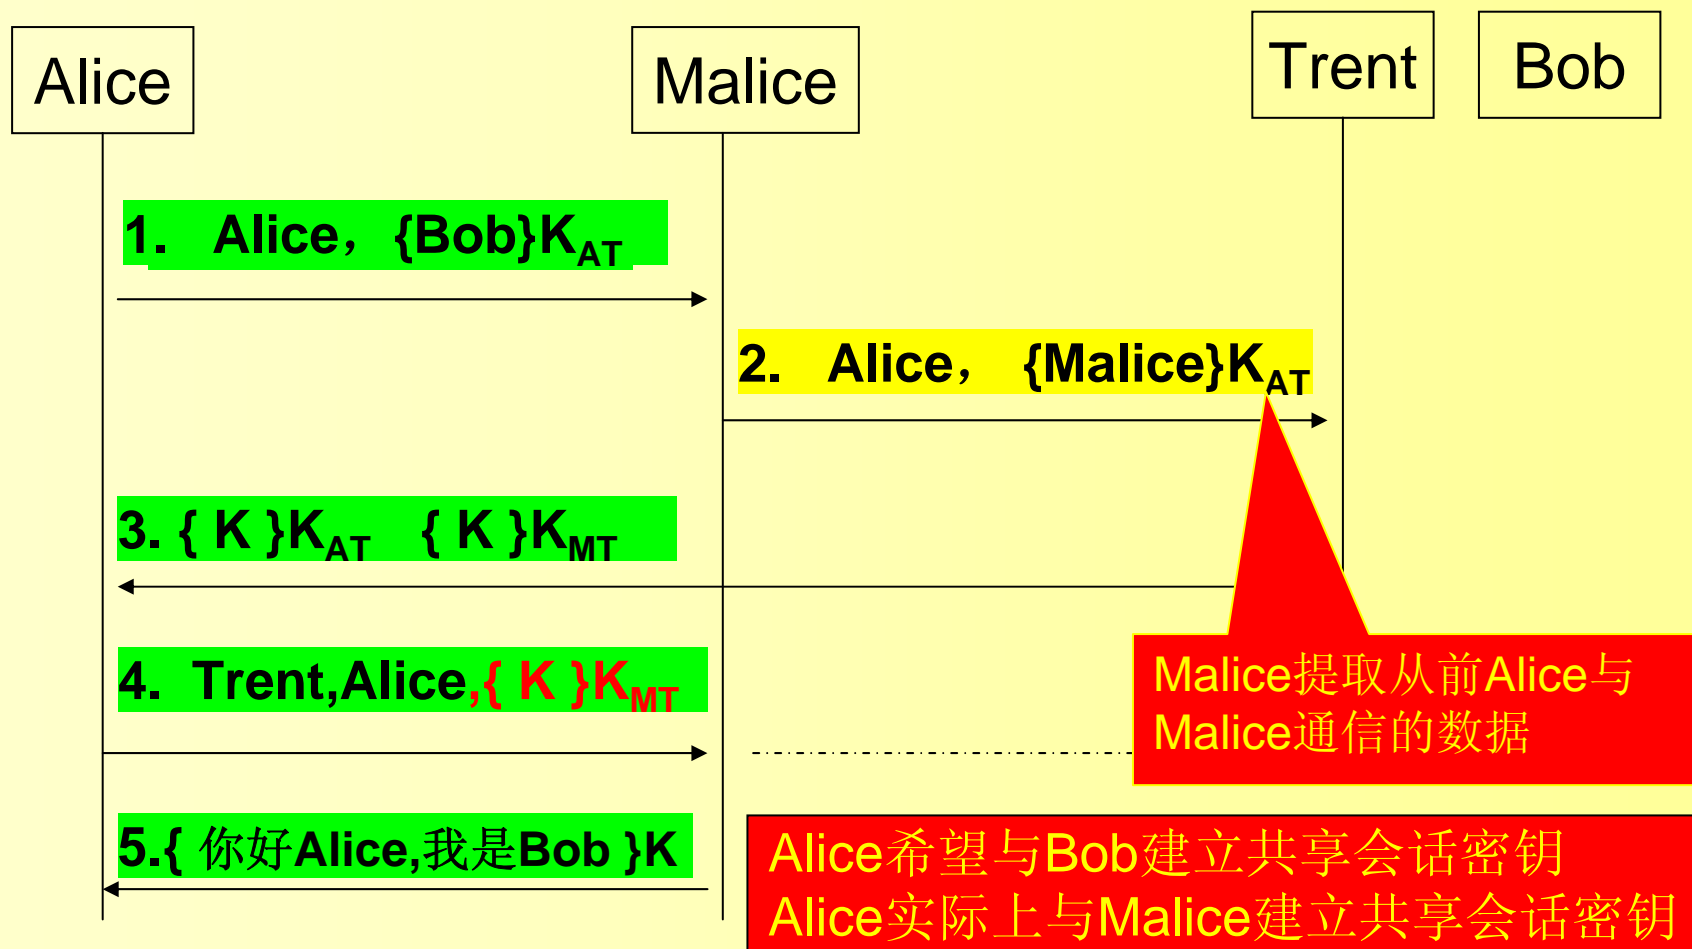 Alice
Malice
Trent
Bob
1. Alice，{Bob}K_AT
2. Alice， {Malice}K_AT
3. { K }K_AT { K }K_MT
4. Trent,Alice,{ K }K_MT
Malice提取从前Alice与
Malice通信的数据
5.{ 你好Alice,我是Bob }K
Alice希望与Bob建立共享会话密钥
Alice实际上与Malice建立共享会话密钥